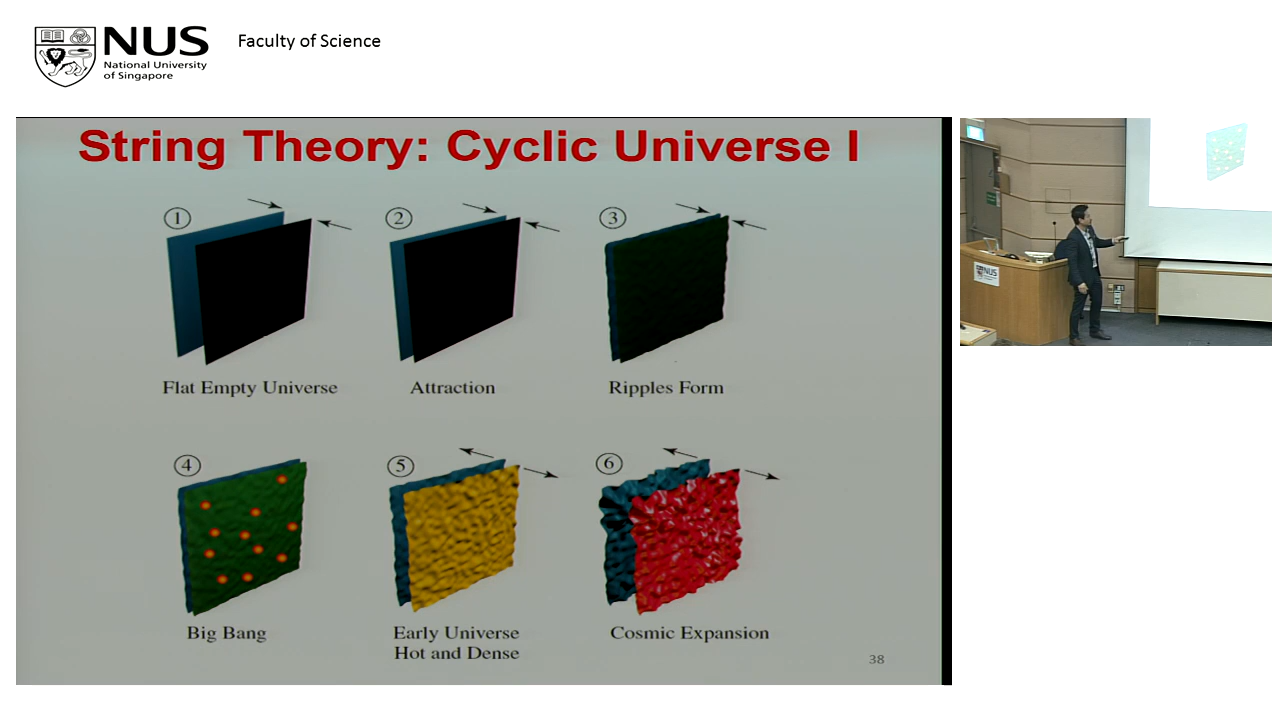 NUS
National University
of Singapore
Faculty of Science
String Theory: Cyclic Universe I
1
2
3
Flat Empty Universe
Attraction
Ripples Form
4
5
6
Big Bang
Early Universe
Hot and Dense
Cosmic Expansion
38
NUS